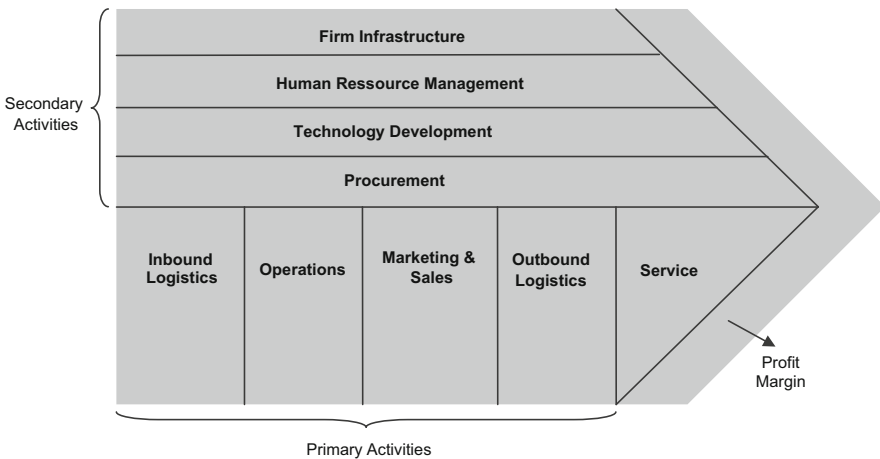 Firm Infrastructure
Human Ressource Management
Secondary
Activities
Technology Development
Procurement
Inbound
Logistics
Operations
Marketing &
Sales
Outbound
Logistics
Service
Profit
Margin
Primary Activities